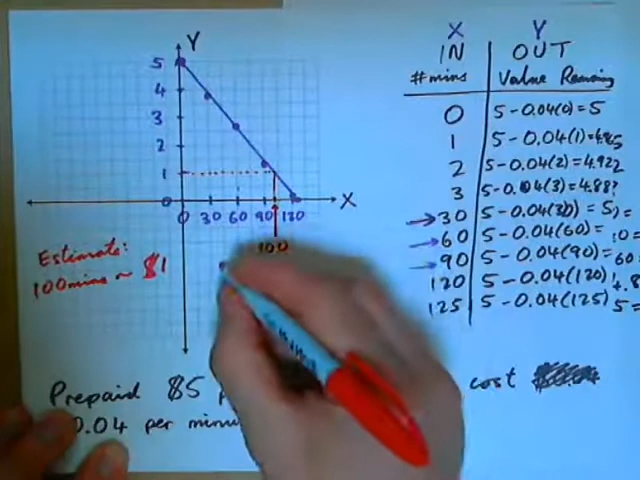 Y
5
4
3
2
1
0
0 30 60 90 120
X
100
Estimate:
100mins ~ $1
Prepaid $5
cost
0.04 per minu
X Y
IN OUT
#mins Value Remaining
0 5-0.04(0)=5
1 5-0.04(1)=
2 5-0.04(2)=4.92
3 5-0.04(3)=4.88
30 5-0.04(30)=
60 5-0.04(60)=
90 5-0.04(90)=
120 5-0.04(120)
125 5-0.04(125)